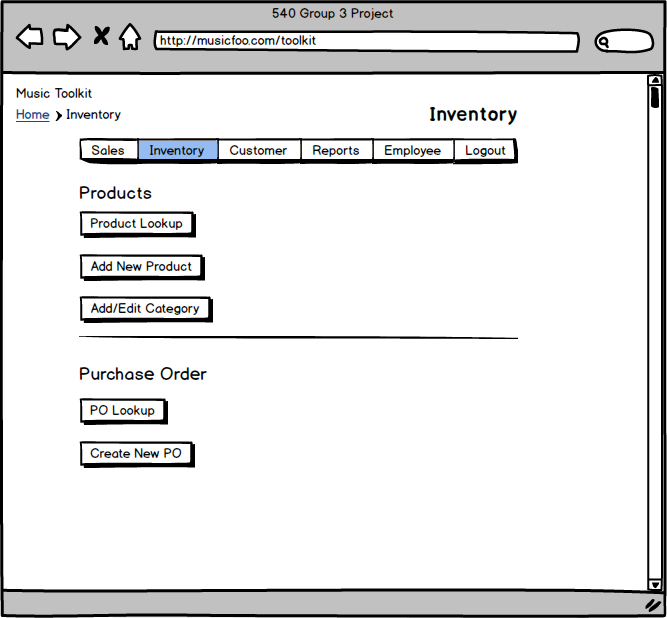 540 Group 3 Project
http://musicfoo.com/toolkit
Music Toolkit
Home > Inventory
Inventory
Sales Inventory Customer Reports Employee Logout
Products
Product Lookup
Add New Product
Add/Edit Category
Purchase Order
PO Lookup
Create New PO